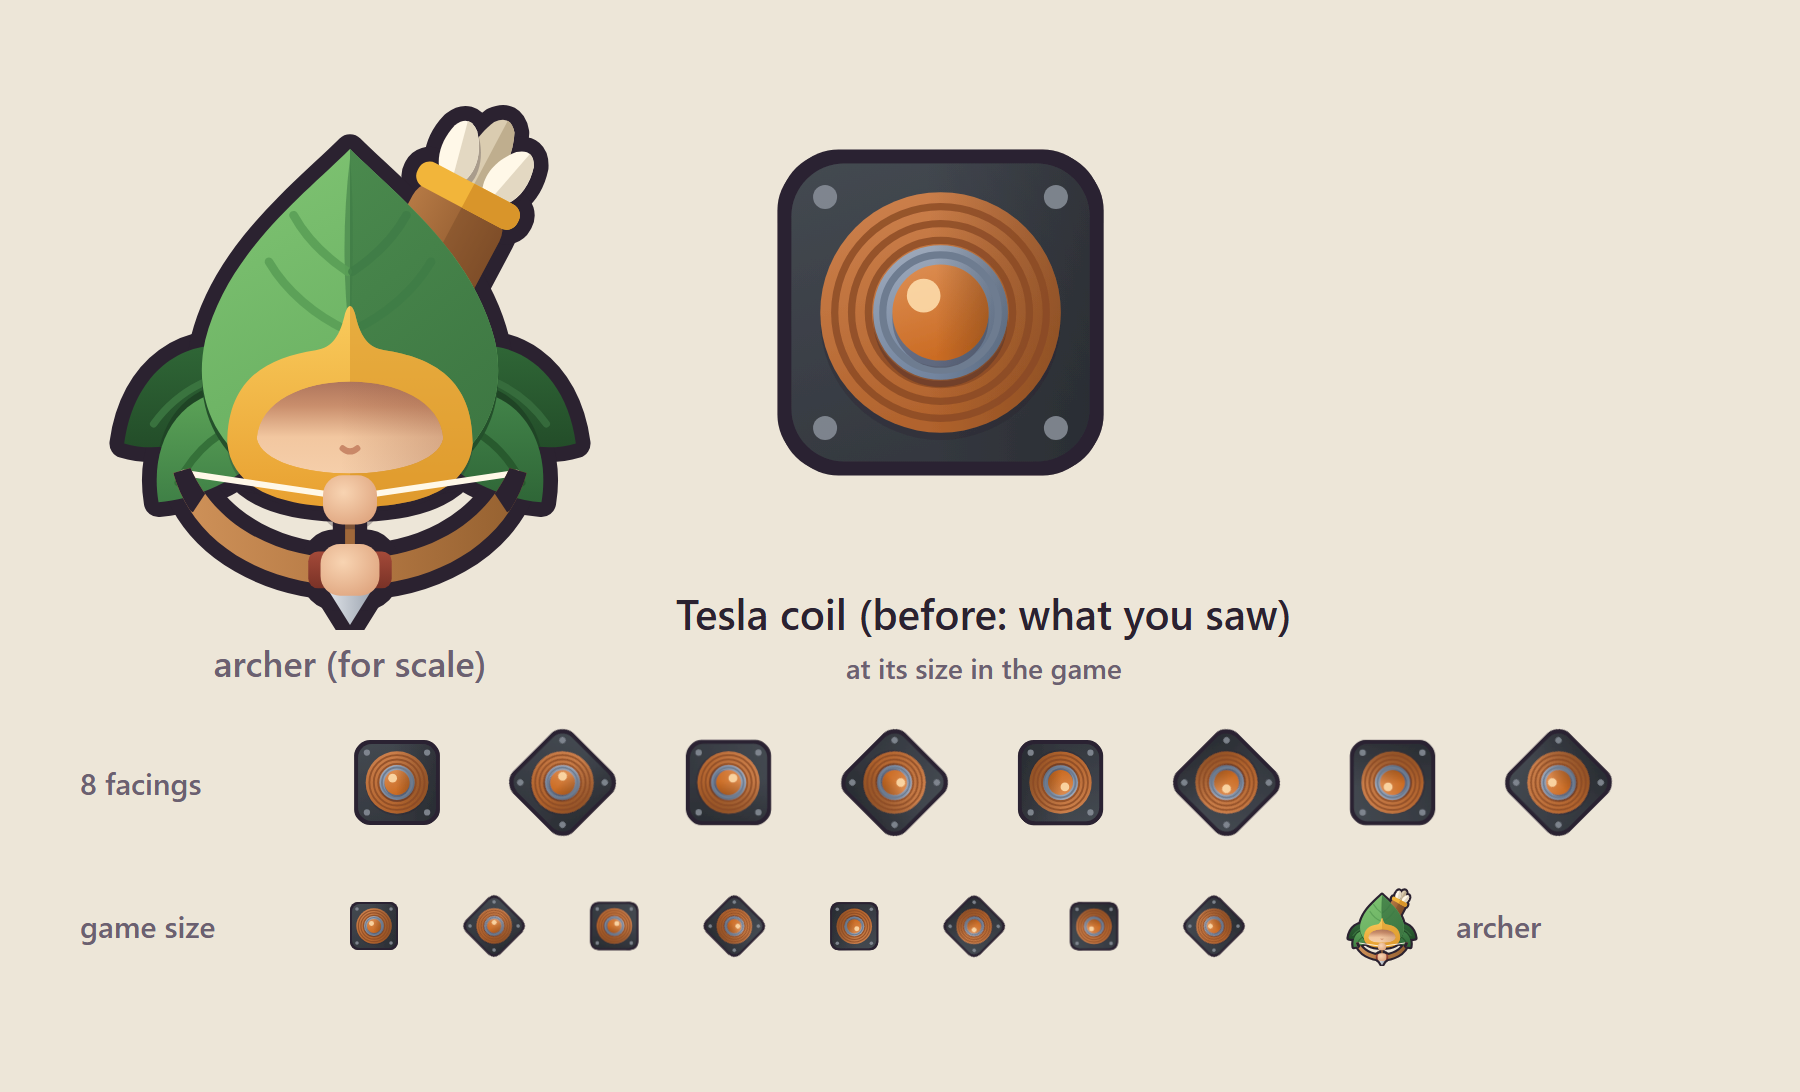 Tesla coil (before: what you saw)
archer (for scale)
at its size in the game
8 facings
game size
archer